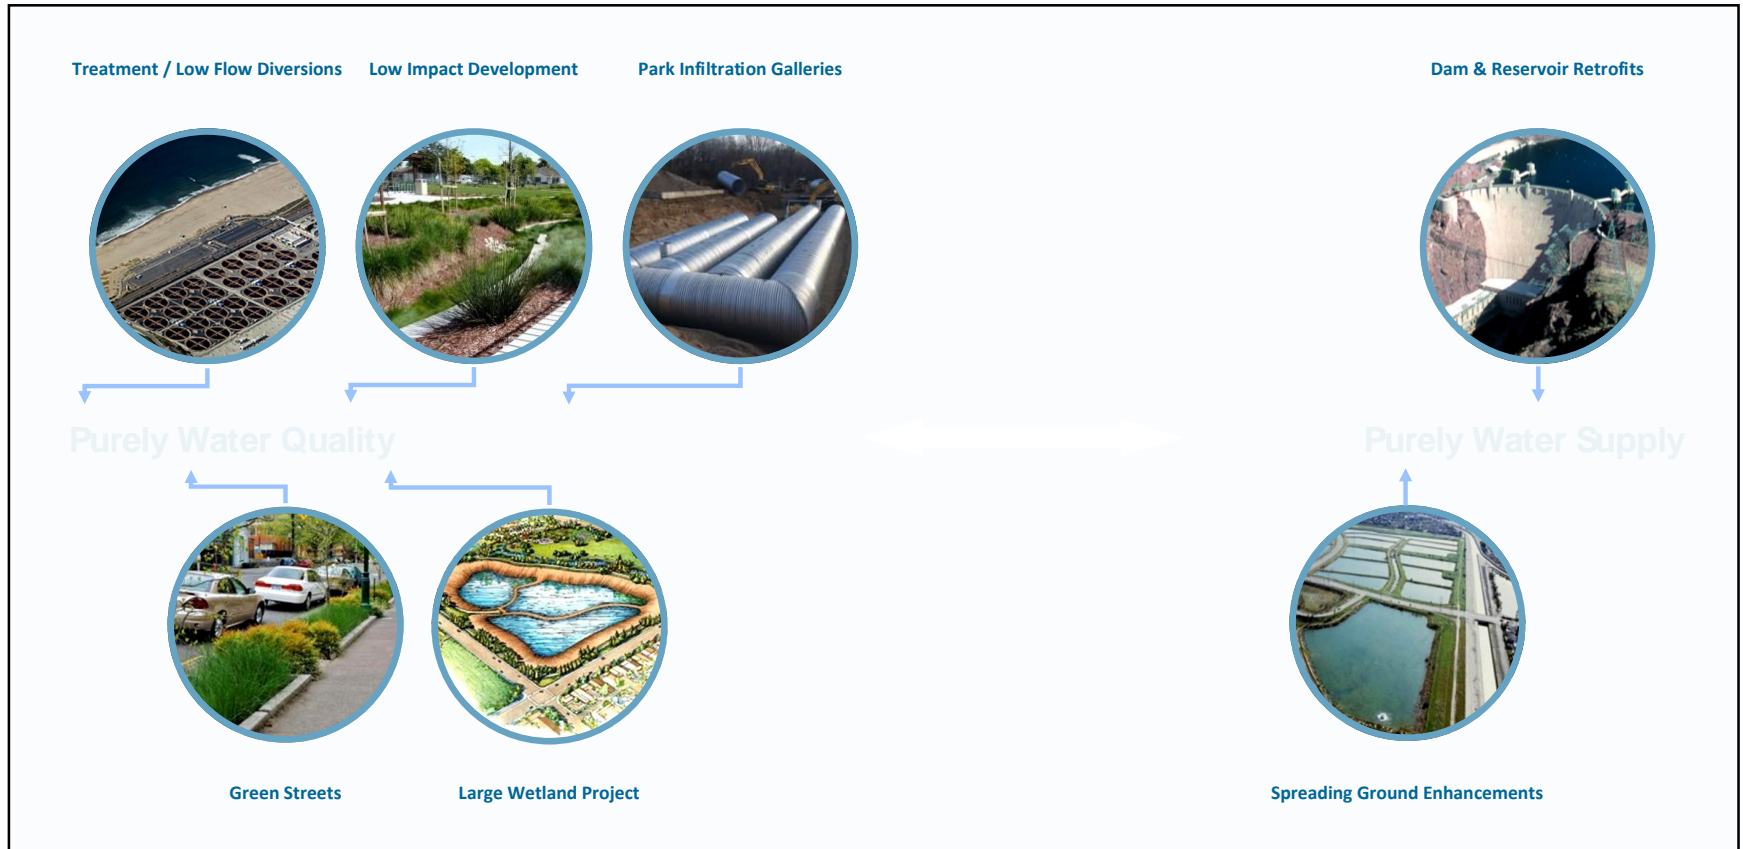 Treatment / Low Flow Diversions
Low Impact Development
Park Infiltration Galleries
Dam & Reservoir Retrofits
Purely Water Quality
Purely Water Supply
Green Streets
Large Wetland Project
Spreading Ground Enhancements